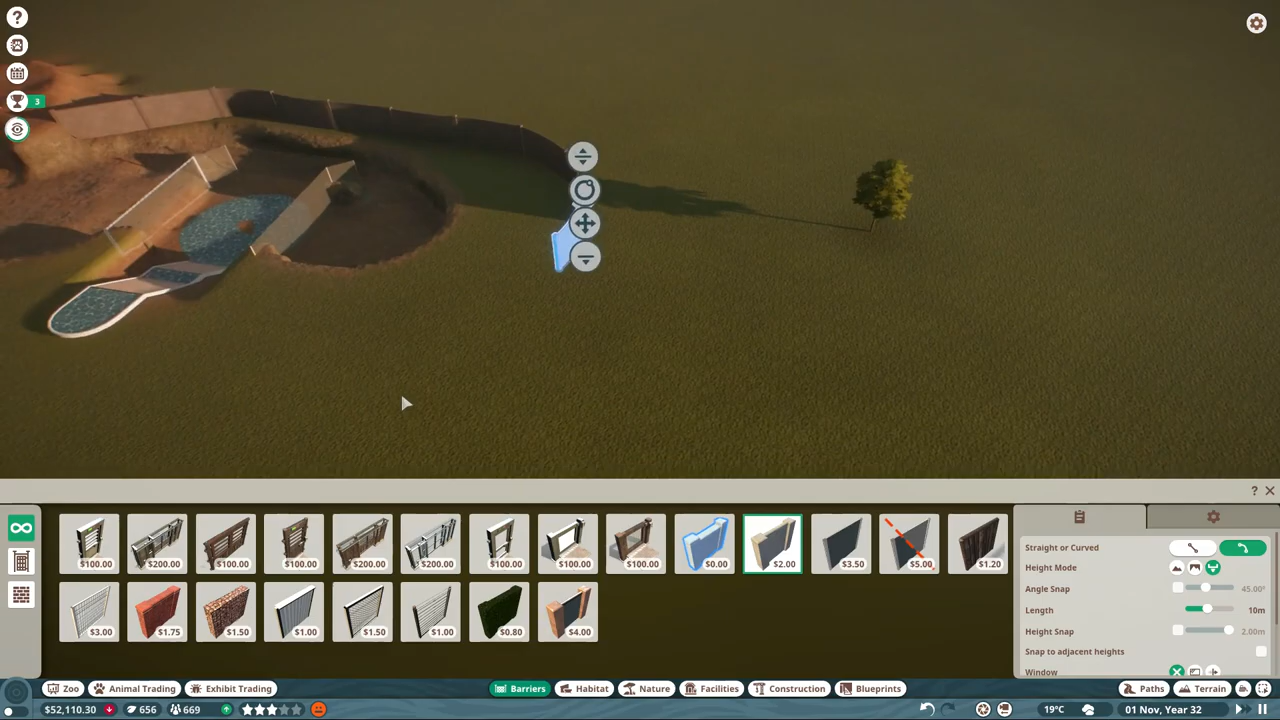 ?
3
? ×
$100.00 $200.00 $100.00 $100.00 $200.00 $200.00 $100.00 $100.00 $100.00 $0.00 $2.00 $3.50 $5.00 $1.20
$3.00 $1.75 $1.50 $1.00 $1.50 $1.00 $0.80 $4.00
Straight or Curved
Height Mode
Angle Snap 45.00°
Length 10m
Height Snap 2.00m
Snap to adjacent heights
Window
Zoo Animal Trading Exhibit Trading Barriers Habitat Nature Facilities Construction Blueprints Paths Terrain
$52,110.30 656 669 19°C 01 Nov, Year 32